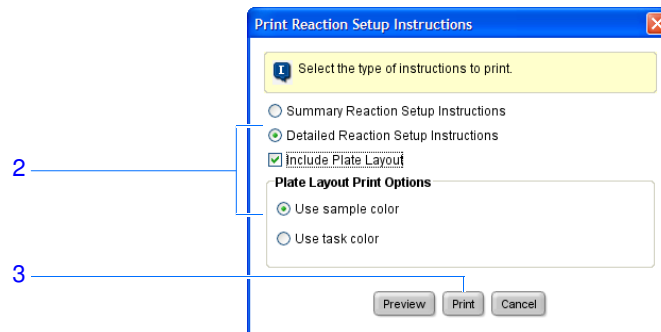 Print Reaction Setup Instructions
Select the type of instructions to print.
Summary Reaction Setup Instructions
Detailed Reaction Setup Instructions
2
Include Plate Layout
Plate Layout Print Options
Use sample color
Use task color
3
Preview Print Cancel